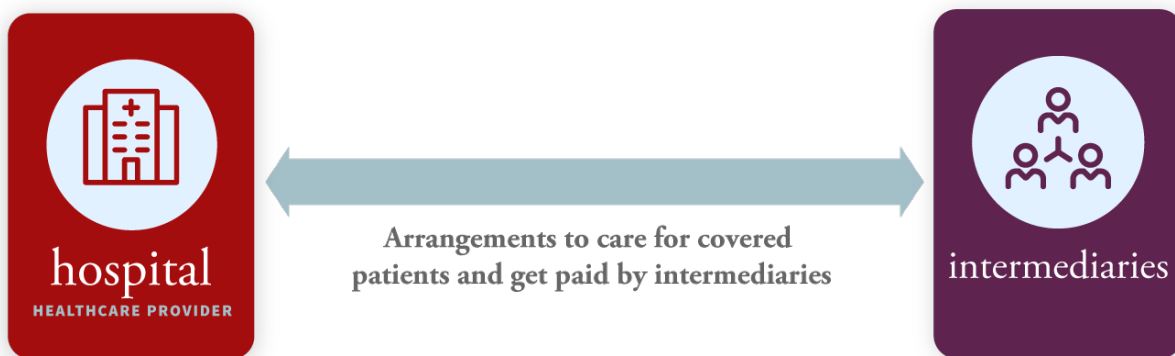 hospital
HEALTHCARE PROVIDER
Arrangements to care for covered
patients and get paid by intermediaries
intermediaries